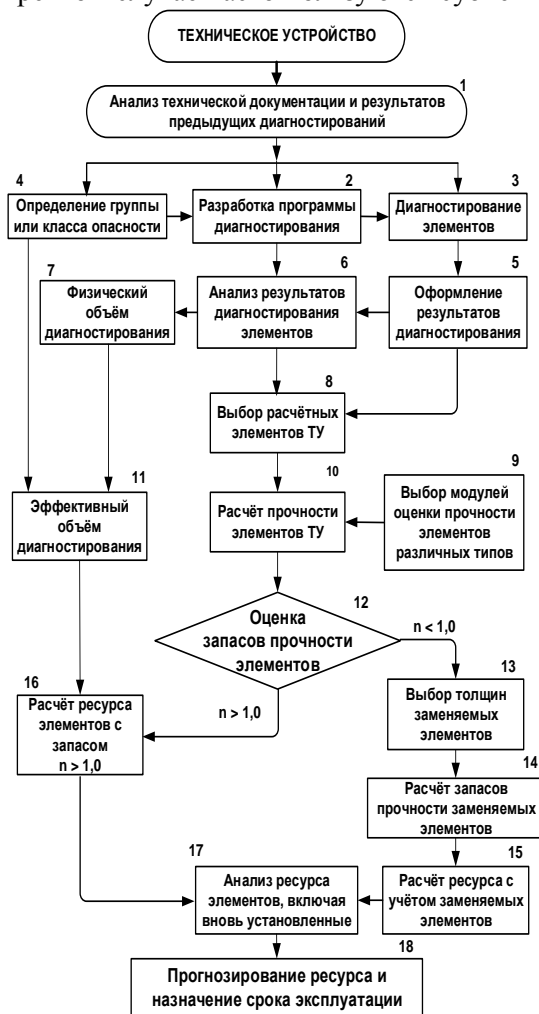 ТЕХНИЧЕСКОЕ УСТРОЙСТВО
1
Анализ технической документации и результатов
предыдущих диагностирований
4
Определение группы
или класса опасности
2
Разработка программы
диагностирования
3
Диагностирование
элементов
7
Физический
объём
диагностирования
6
Анализ результатов
диагностирования
элементов
5
Оформление
результатов
диагностирования
8
Выбор расчётных
элементов ТУ
9
Выбор модулей
оценки прочности
элементов
различных типов
11
Эффективный
объём
диагностирования
10
Расчёт прочности
элементов ТУ
12
Оценка
запасов прочности
элементов
n < 1,0
n > 1,0
13
Выбор толщин
заменяемых
элементов
16
Расчёт ресурса
элементов с
запасом
n > 1,0
14
Расчёт запасов
прочности заменяемых
элементов
17
Анализ ресурса
элементов, включая
вновь установленные
15
Расчёт ресурса с
учётом заменяемых
элементов
18
Прогнозирование ресурса и
назначение срока эксплуатации